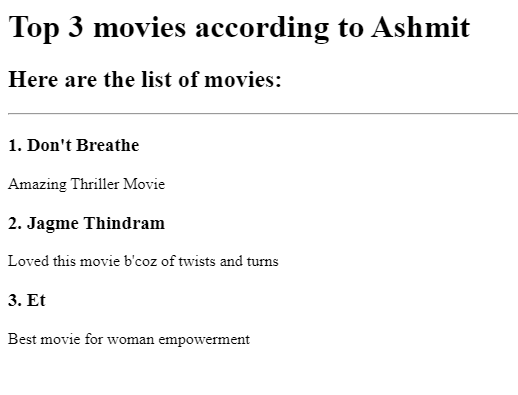 Top 3 movies according to Ashmit
Here are the list of movies:
1. Don't Breathe
Amazing Thriller Movie
2. Jagme Thindram
Loved this movie b'coz of twists and turns
3. Et
Best movie for woman empowerment